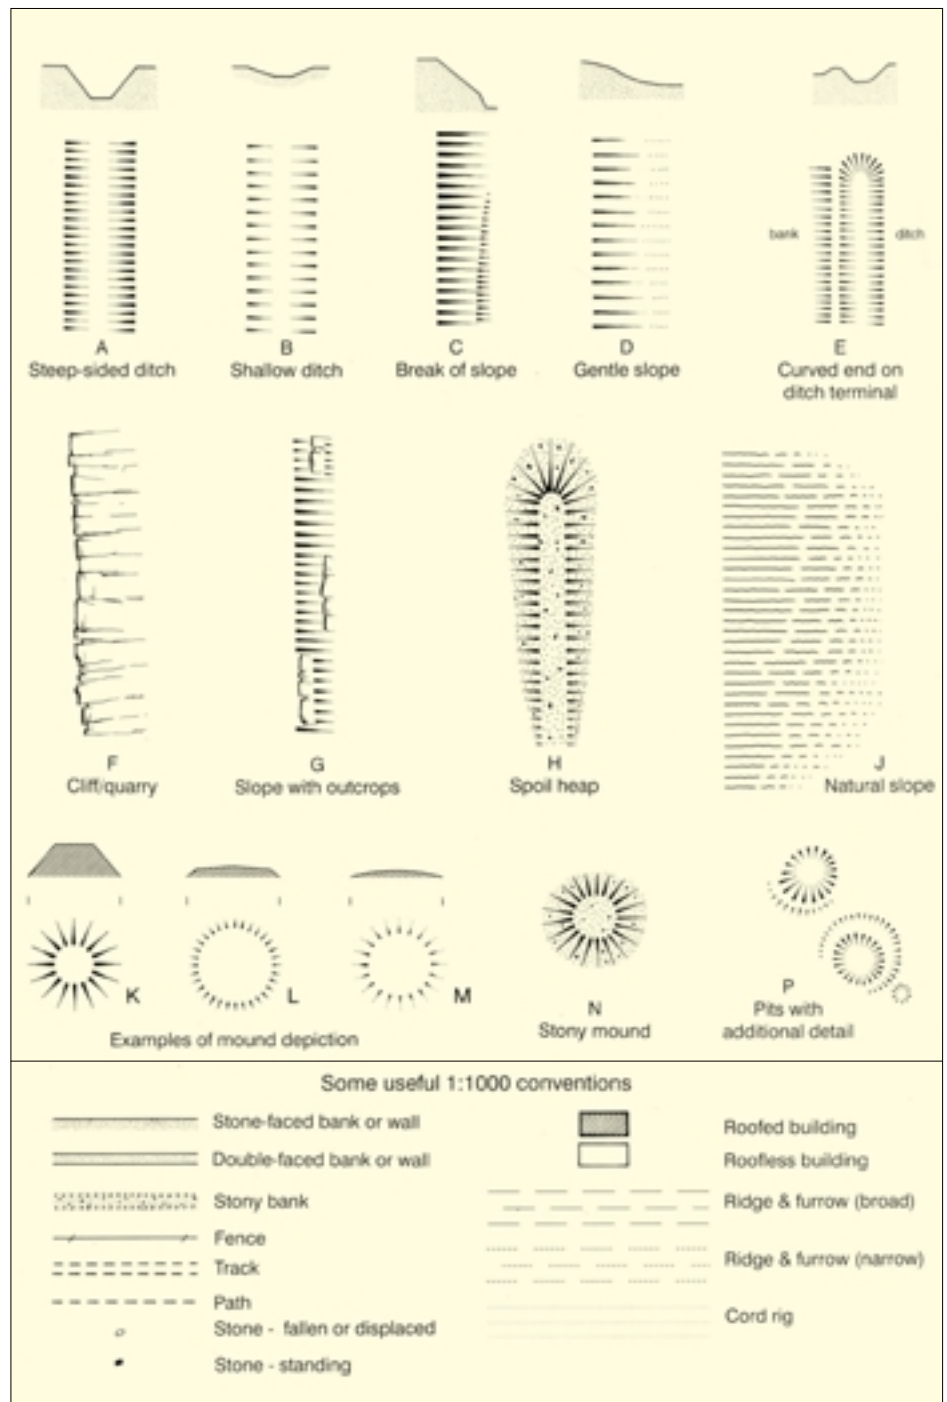 bank
ditch
A
Steep-sided ditch
B
Shallow ditch
C
Break of slope
D
Gentle slope
E
Curved end on
ditch terminal
F
Cliff/quarry
G
Slope with outcrops
H
Spoil heap
J
Natural slope
K
L
M
Examples of mound depiction
N
Stony mound
P
Pits with
additional detail
Some useful 1:1000 conventions
Stone-faced bank or wall
Double-faced bank or wall
Stony bank
Fence
Track
Path
Stone - fallen or displaced
Stone - standing
Roofed building
Roofless building
Ridge & furrow (broad)
Ridge & furrow (narrow)
Cord rig